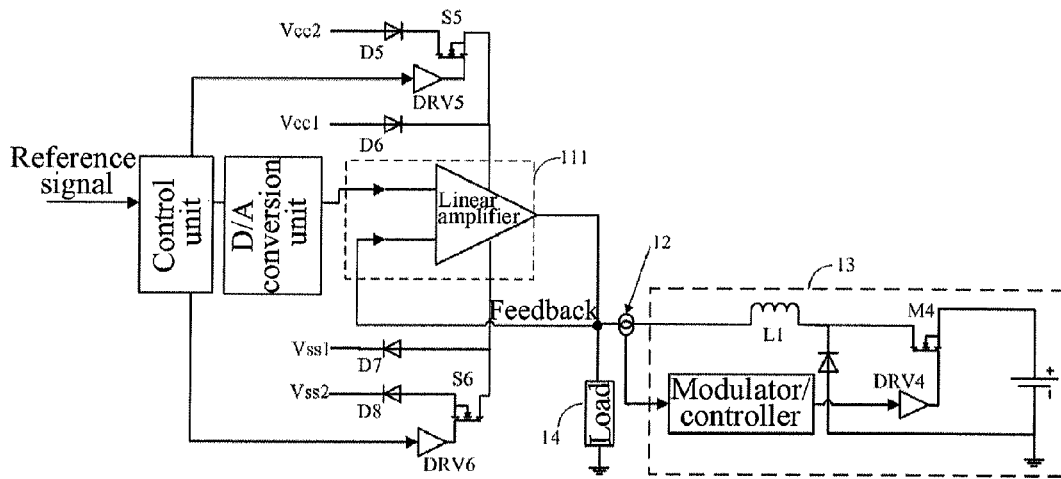 S5
Vcc2
D5
DRV5
Vcc1
D6
111
Reference
signal
Control
unit
D/A
conversion
unit
Linear
amplifier
12
13
Feedback
L1
M4
Vss1
D7
S6
Vss2
D8
DRV6
14
Load
Modulator/
controller
DRV4
+
-